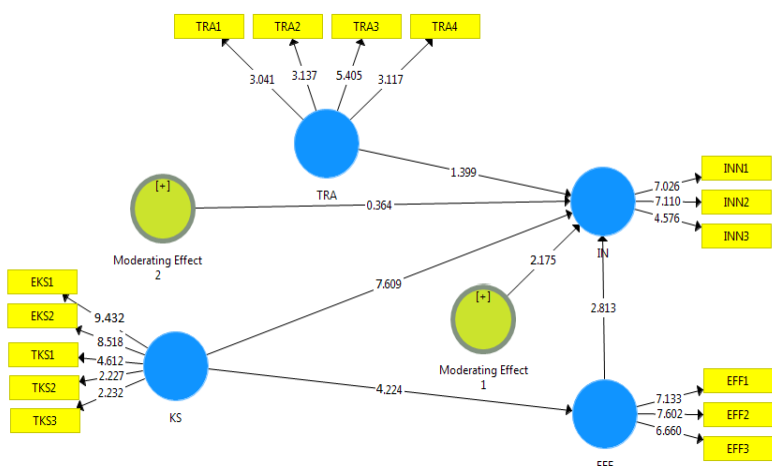 TRA1 TRA2 TRA3 TRA4
3.041 3.137 5.405 3.117
TRA
1.399
[+]
Moderating Effect
2
0.364
INN1
INN2
INN3
7.026
7.110
4.576
IN
EKS1
EKS2
TKS1
TKS2
TKS3
9.432
8.518
4.612
2.227
2.232
KS
7.609
2.175
[+]
Moderating Effect
1
2.813
4.224
EFF1
EFF2
EFF3
7.133
7.602
6.660
EFF